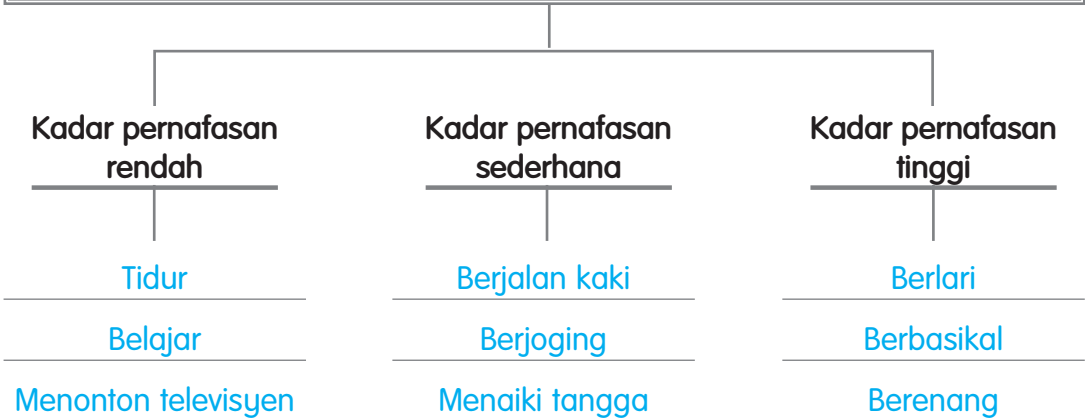 Kadar pernafasan
rendah
Kadar pernafasan
sederhana
Kadar pernafasan
tinggi
Tidur
Berjalan kaki
Berlari
Belajar
Berjoging
Berbasikal
Menonton televisyen
Menaiki tangga
Berenang